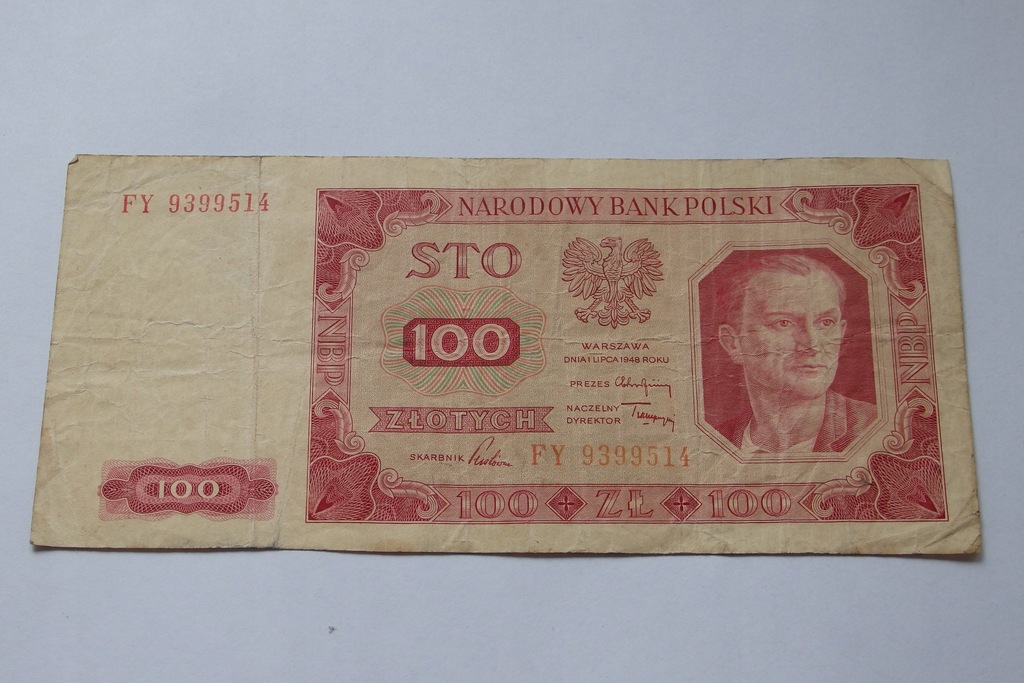 FY 9399514
NARODOWY BANK POLSKI
STO
100
ZŁOTYCH
WARSZAWA
DNIA 1 LIPCA 1948 ROKU
PREZES
NACZELNY
DYREKTOR
SKARBNIK
FY 9399514
NBP
NBP
100
100 ZŁ 100